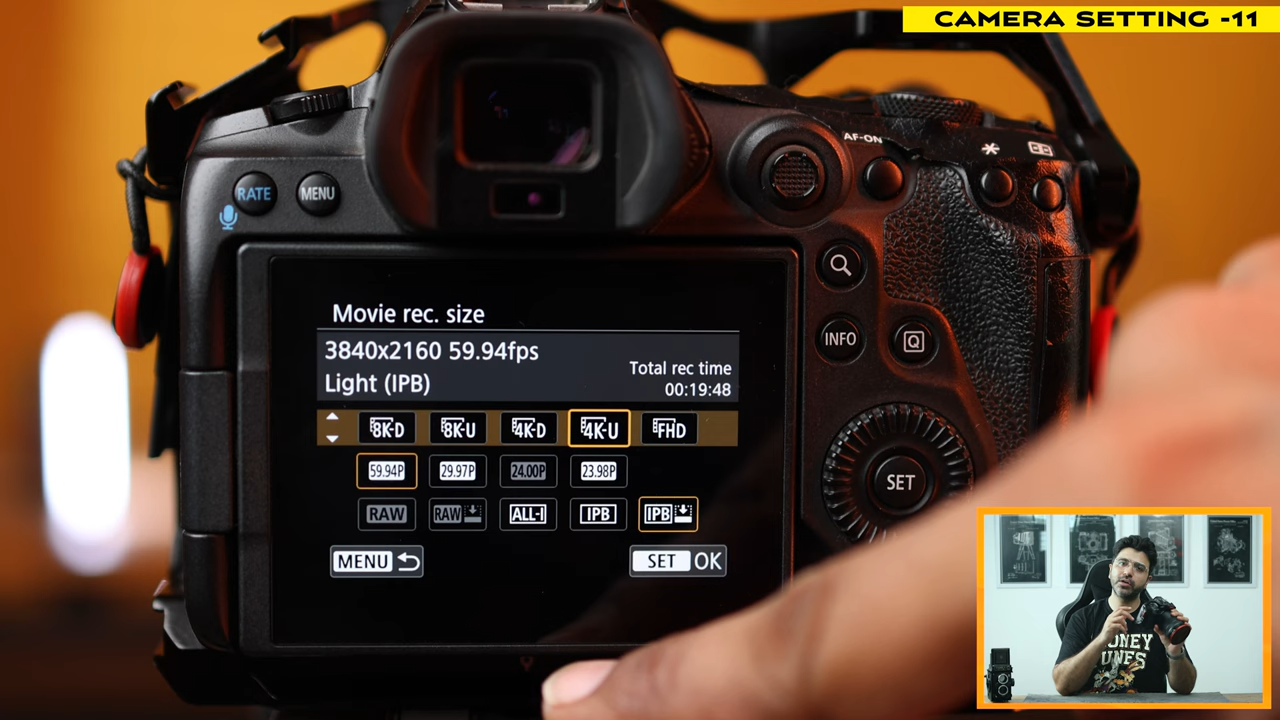 CAMERA SETTING -11
AF-ON
RATE
MENU
INFO
Q
SET
Movie rec. size
3840x2160 59.94fps
Light (IPB)
Total rec time
00:19:48
8K-D 8K-U 4K-D 4K-U FHD
59.94P 29.97P 24.00P 23.98P
RAW RAW ALL-I IPB IPB
MENU SET OK